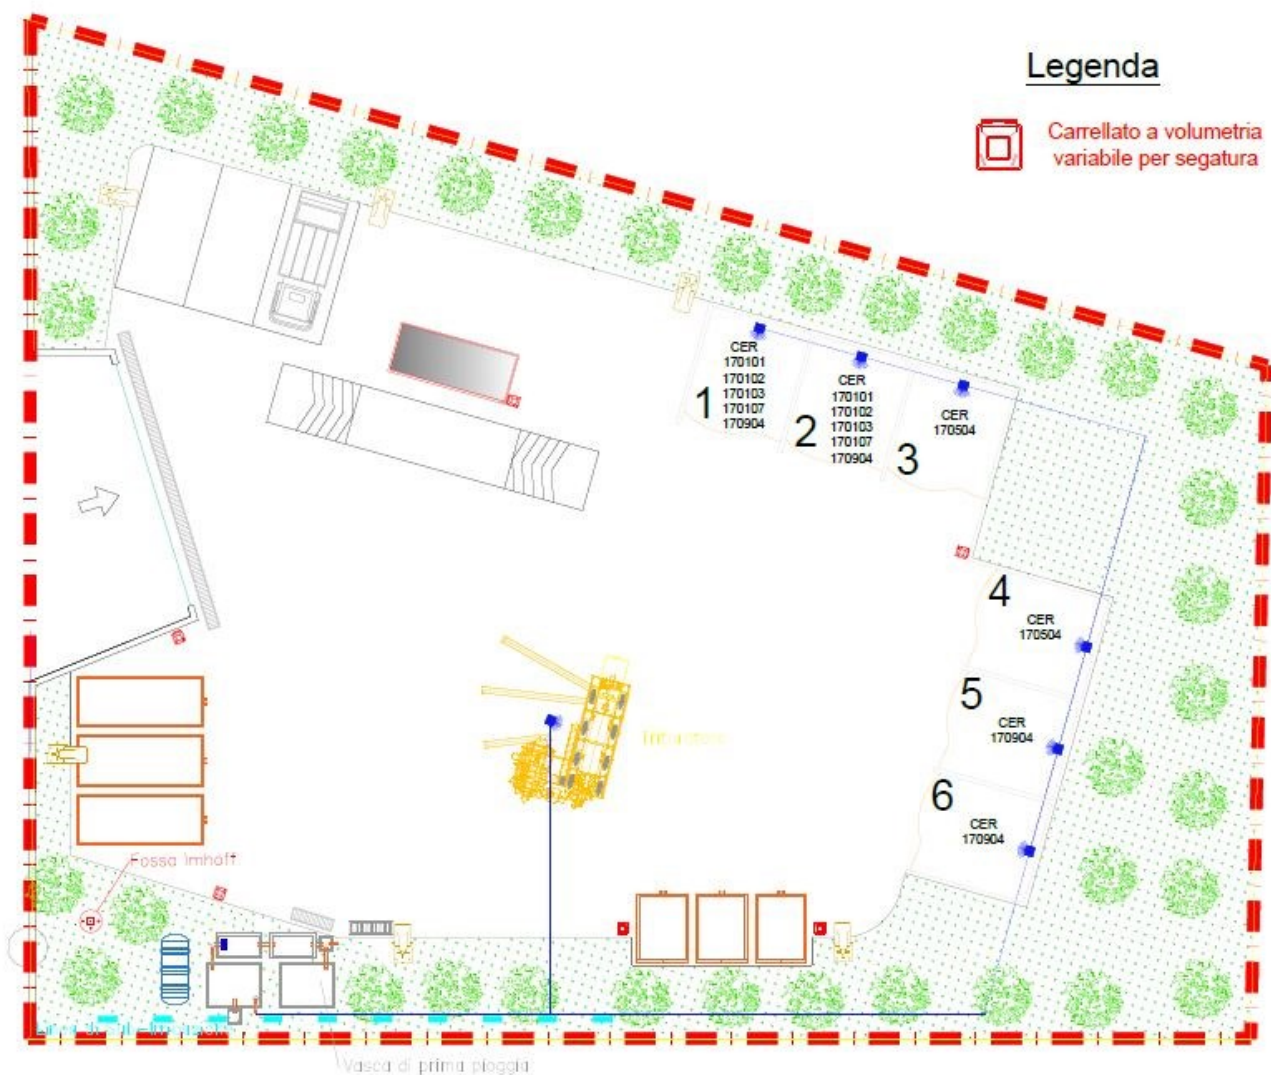 Legenda
Carrellato a volumetria
variabile per segatura
CER
170101
170102
170103
170107
170904
1
CER
170101
170102
170103
170107
170904
2
CER
170504
3
4
CER
170504
5
CER
170904
6
CER
170904
Fossa Imhoff
Vasca di prima pioggia